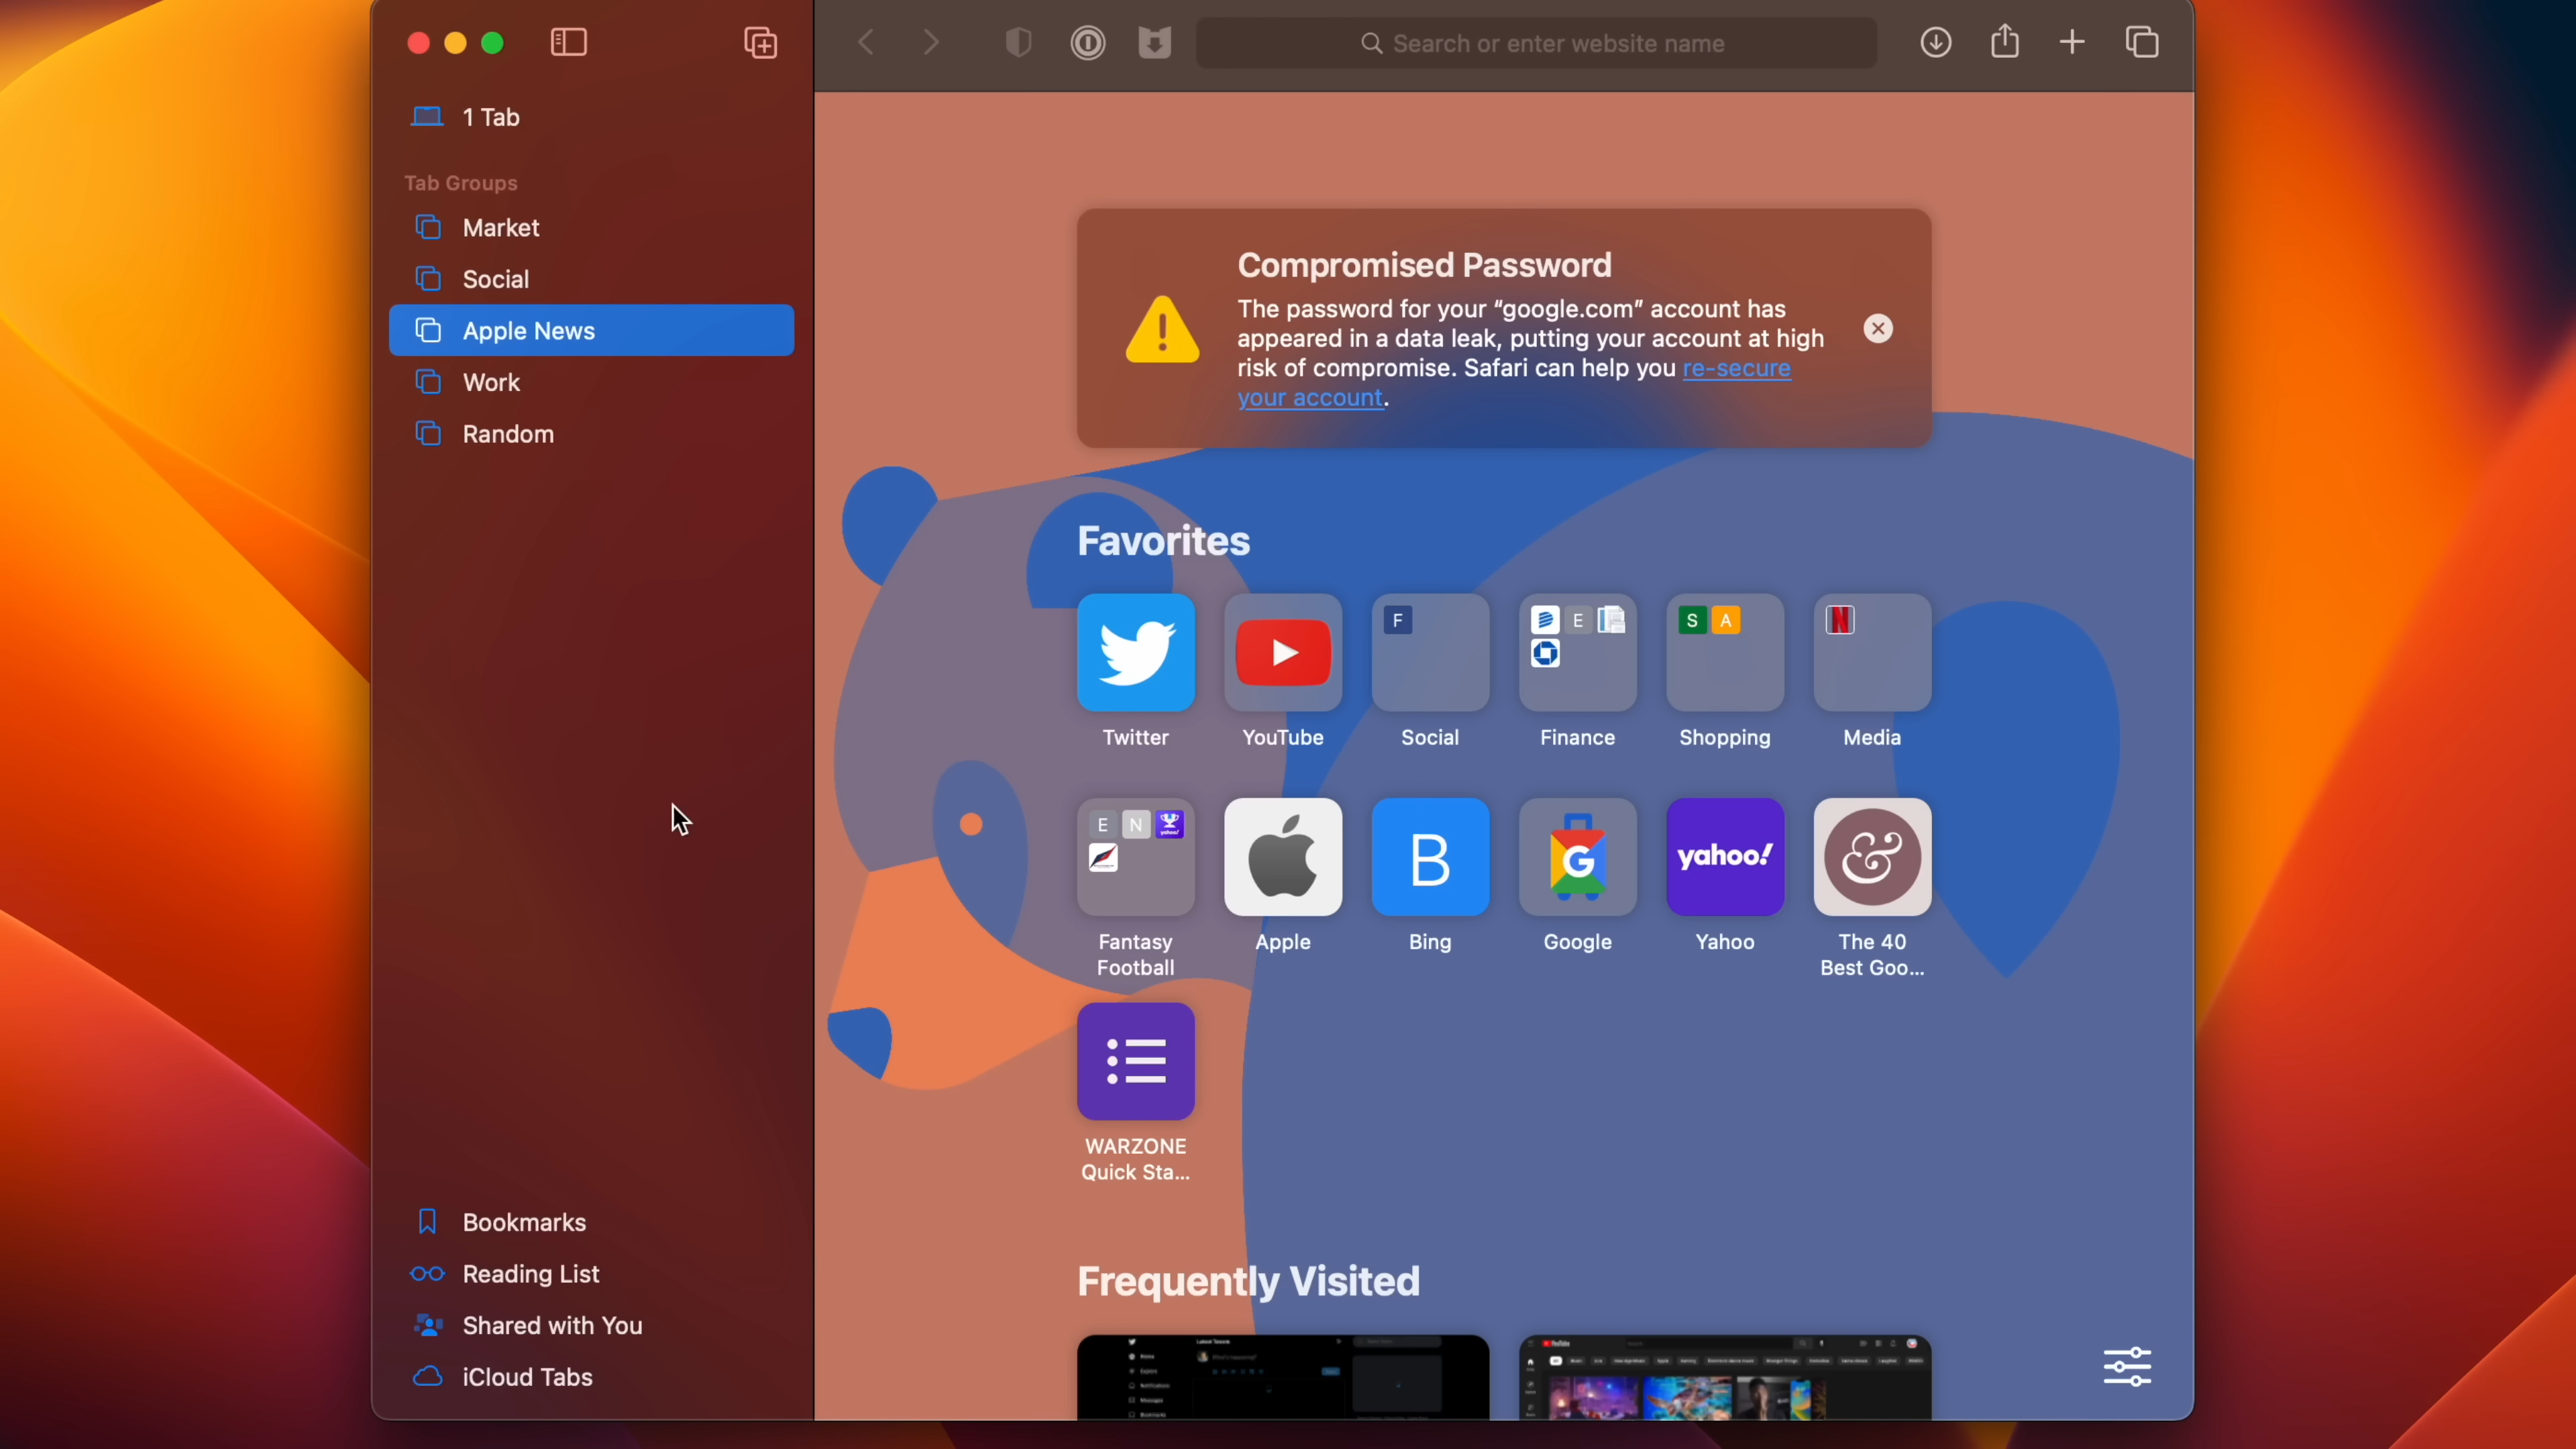 1 Tab
Tab Groups
Market
Social
Apple News
Work
Random
Bookmarks
Reading List
Shared with You
iCloud Tabs
Search or enter website name
Compromised Password
The password for your “google.com” account has
appeared in a data leak, putting your account at high
risk of compromise. Safari can help you re-secure
your account.
Favorites
F
E
S A
N
Twitter
YouTube
Social
Finance
Shopping
Media
E N yahoo!
B
G
yahoo!
&
Fantasy
Football
Apple
Bing
Google
Yahoo
The 40
Best Goo...
WARZONE
Quick Sta...
Frequently Visited